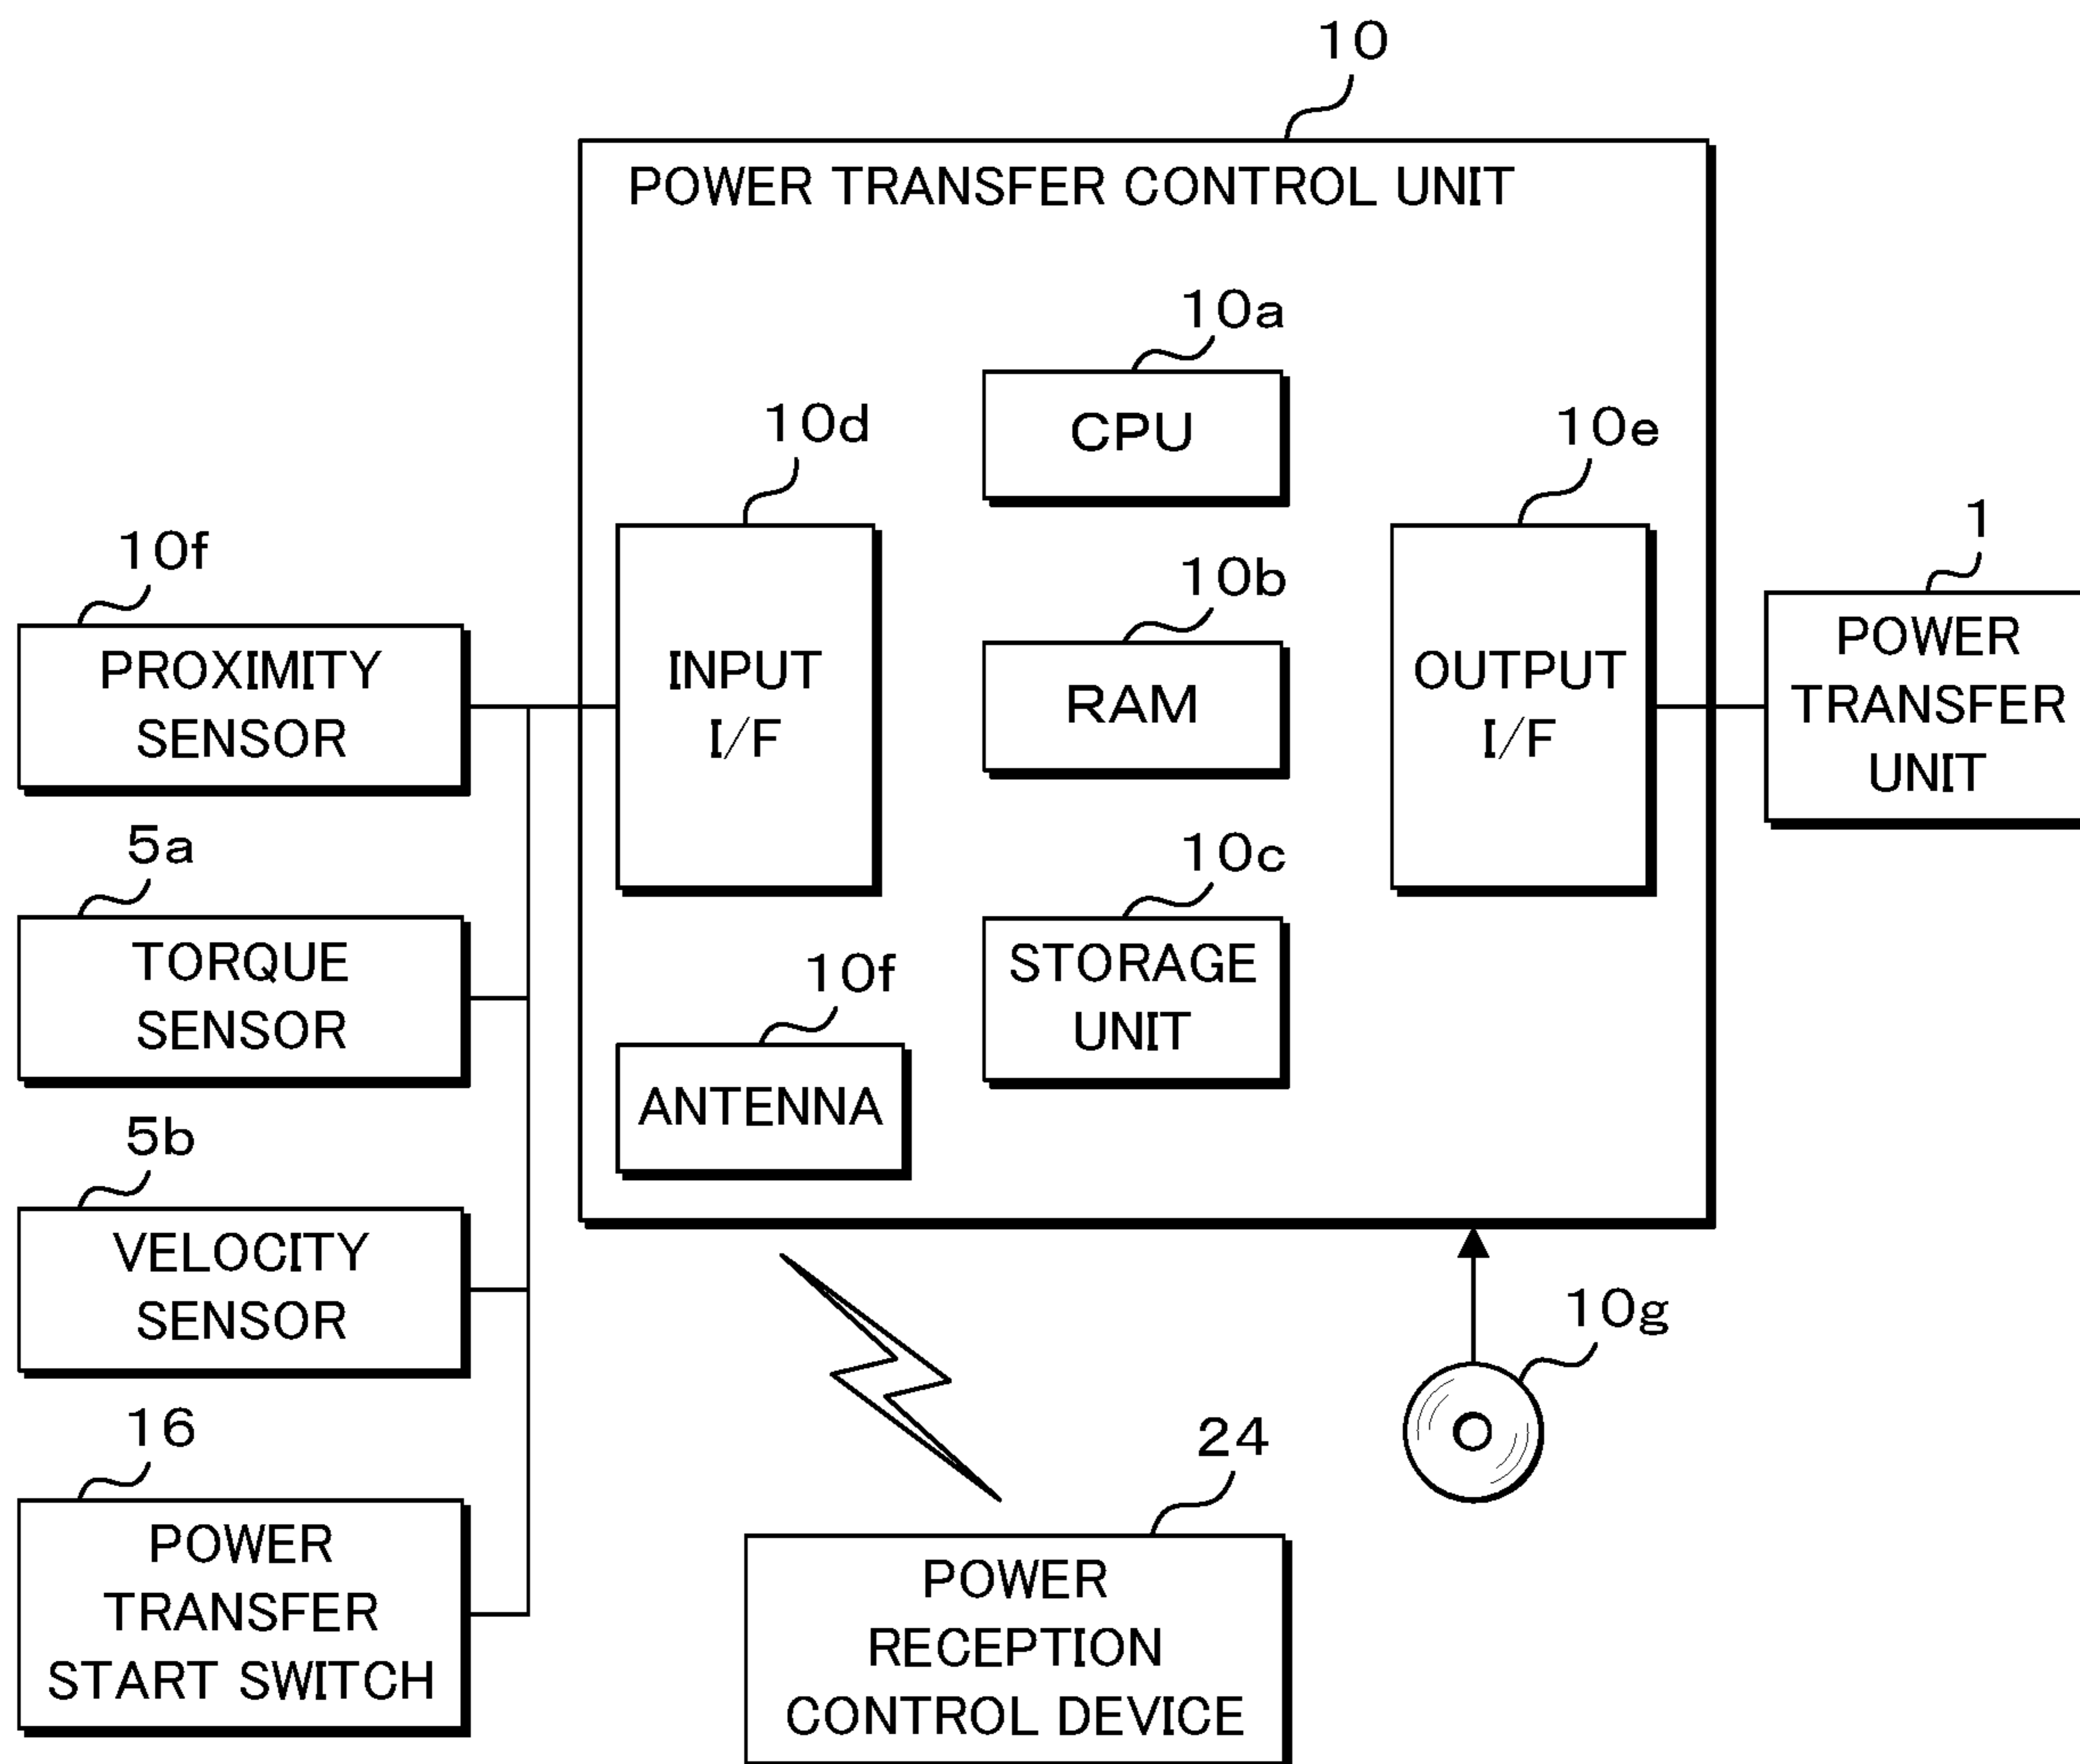 10
POWER TRANSFER CONTROL UNIT
10a
CPU
10d
INPUT
I/F
10e
OUTPUT
I/F
10b
RAM
10c
STORAGE
UNIT
10f
ANTENNA
10f
PROXIMITY
SENSOR
5a
TORQUE
SENSOR
5b
VELOCITY
SENSOR
16
POWER
TRANSFER
START SWITCH
1
POWER
TRANSFER
UNIT
10g
24
POWER
RECEPTION
CONTROL DEVICE